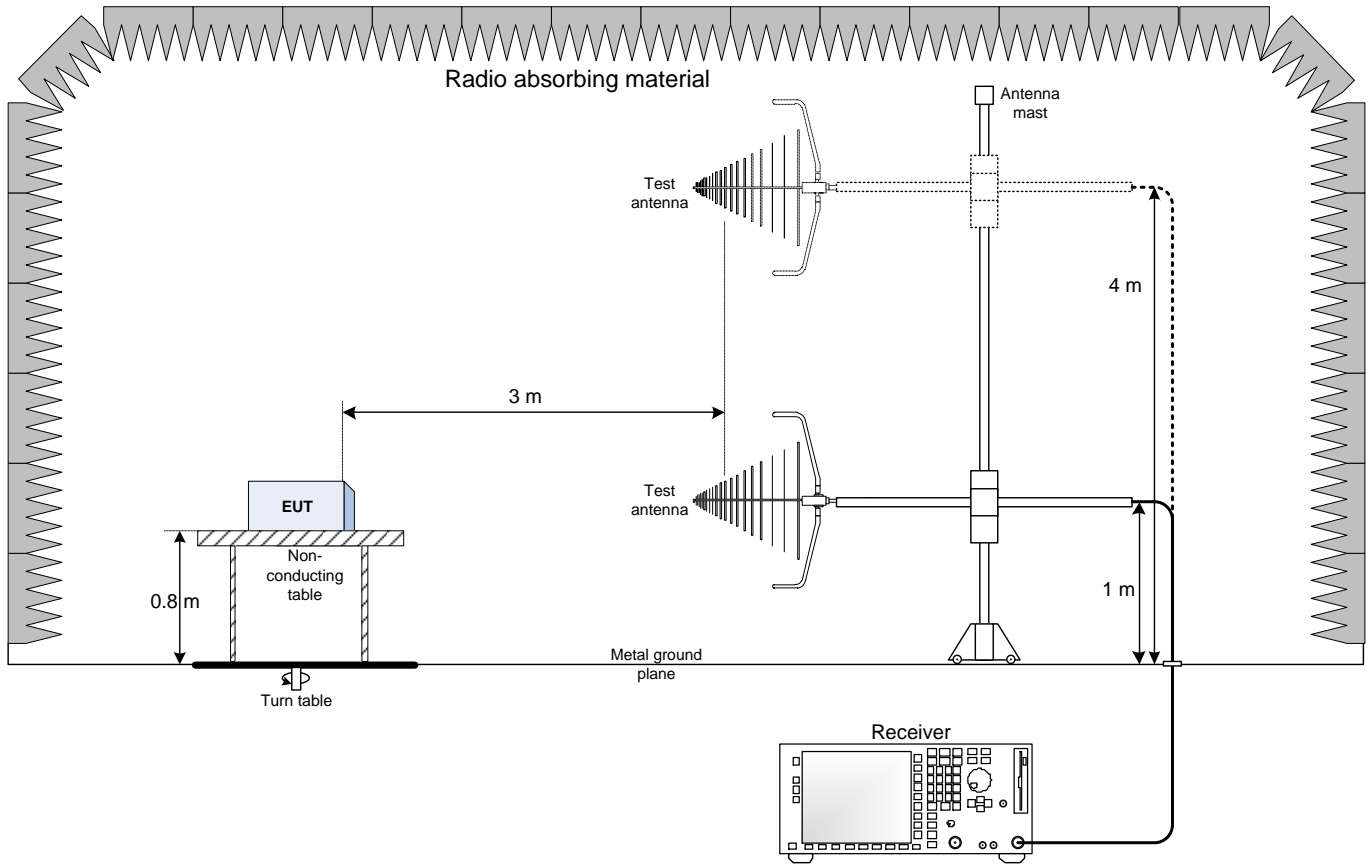 Radio absorbing material
Antenna
mast
Test
antenna
4 m
3 m
Test
antenna
EUT
Non-
conducting
table
0.8 m
1 m
Metal ground
plane
Turn table
Receiver